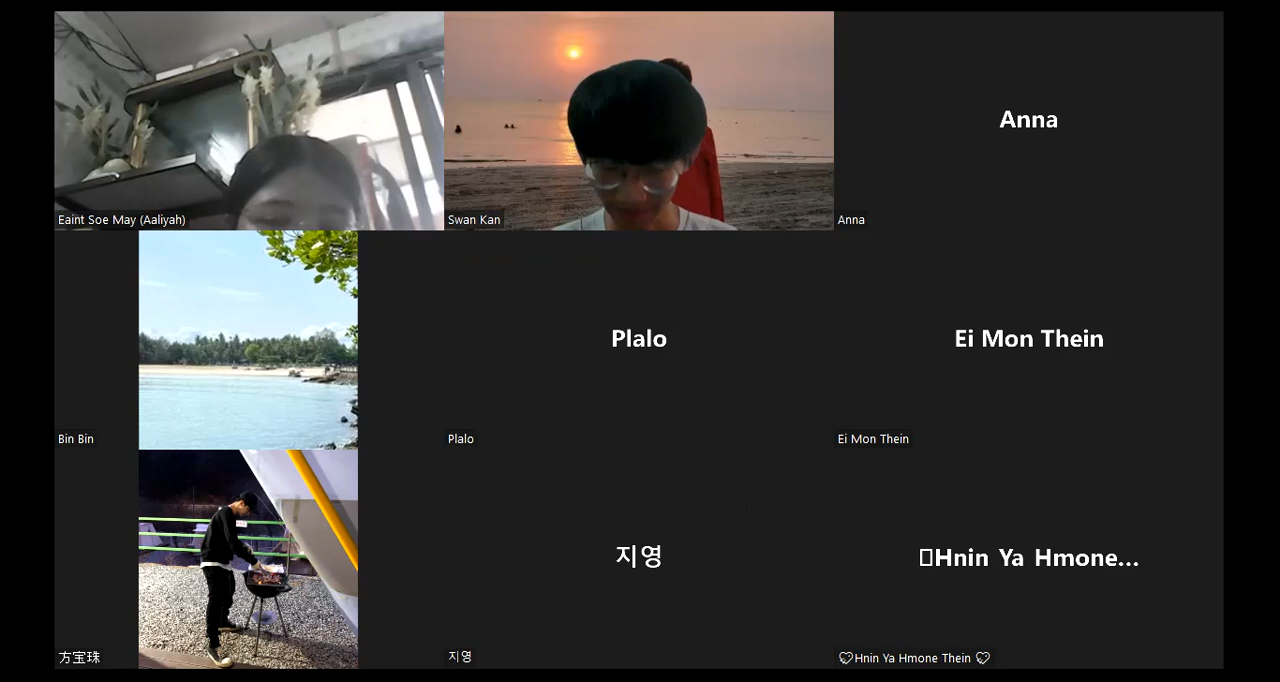 Anna
Eaint Soe May (Aaliyah)
Swan Kan
Anna
Plalo
Ei Mon Thein
Bin Bin
Plalo
Ei Mon Thein
지영
▯Hnin Ya Hmone...
方宝珠
지영
♡Hnin Ya Hmone Thein ♡